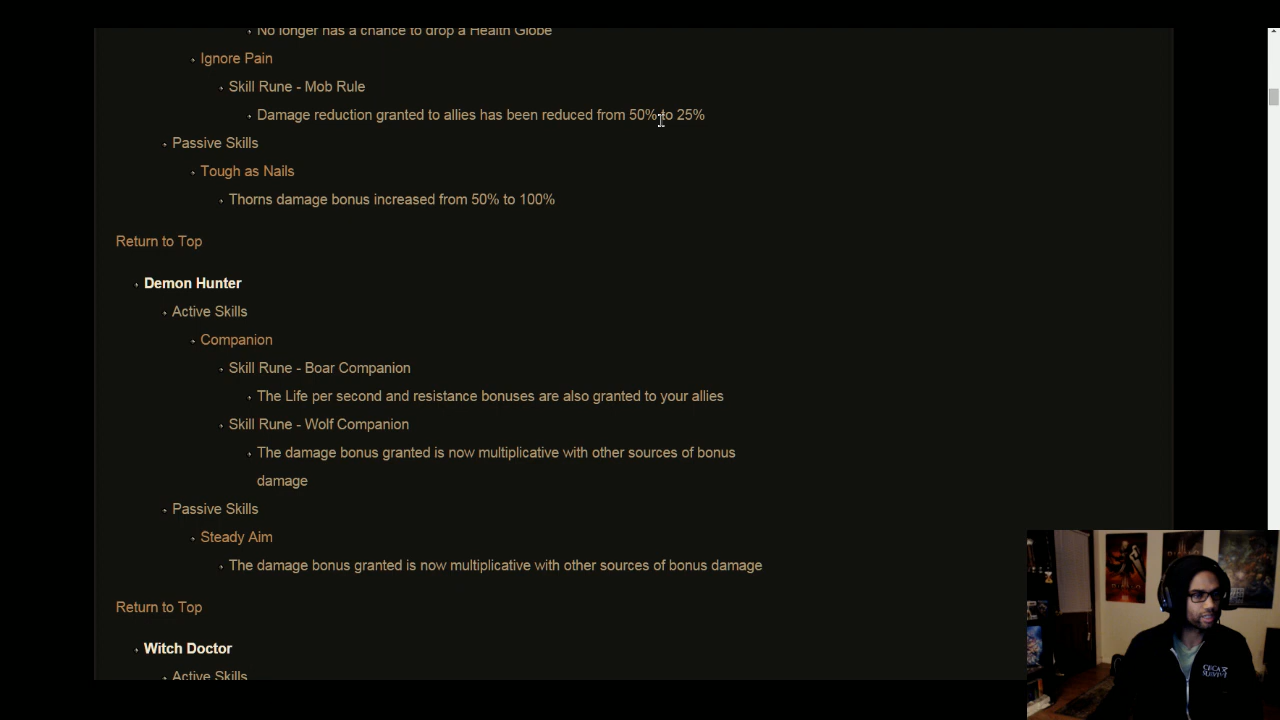 No longer has a chance to drop a Health Globe
Ignore Pain
Skill Rune - Mob Rule
Damage reduction granted to allies has been reduced from 50% to 25%
Passive Skills
Tough as Nails
Thorns damage bonus increased from 50% to 100%
Return to Top
Demon Hunter
Active Skills
Companion
Skill Rune - Boar Companion
The Life per second and resistance bonuses are also granted to your allies
Skill Rune - Wolf Companion
The damage bonus granted is now multiplicative with other sources of bonus
damage
Passive Skills
Steady Aim
The damage bonus granted is now multiplicative with other sources of bonus damage
Return to Top
Witch Doctor
Active Skills